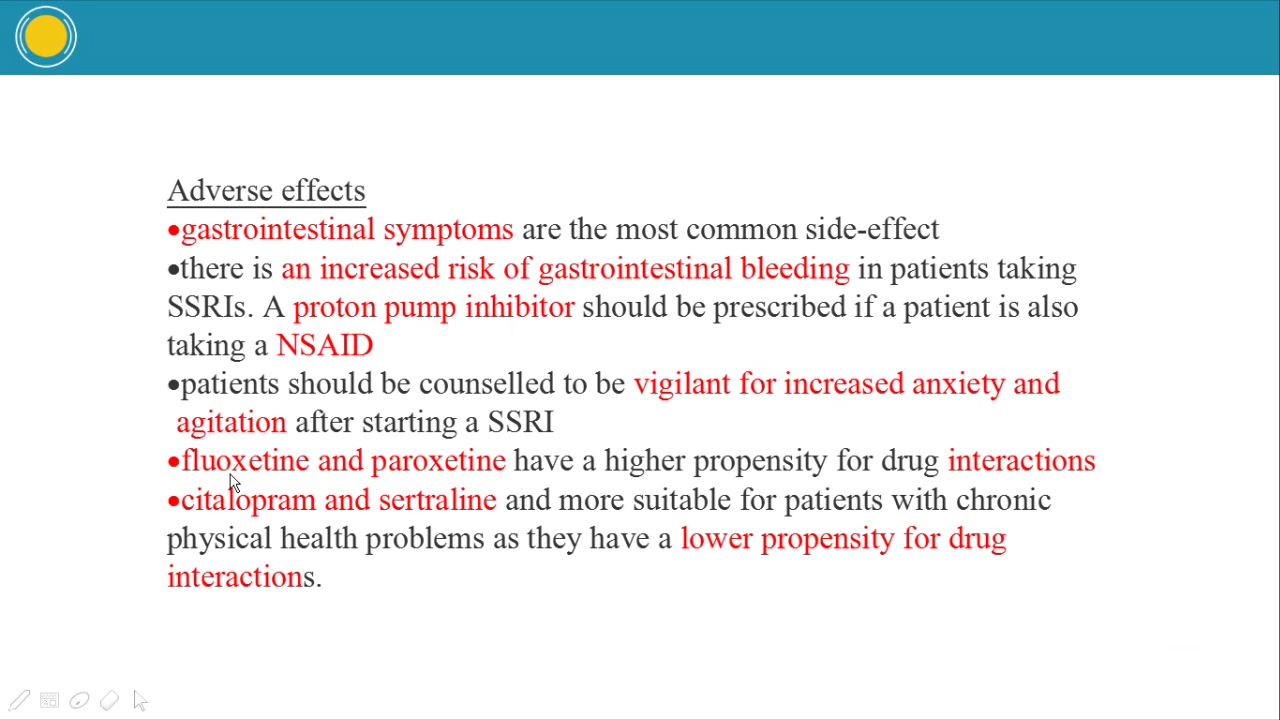 Adverse effects
•gastrointestinal symptoms are the most common side-effect
•there is an increased risk of gastrointestinal bleeding in patients taking
SSRIs. A proton pump inhibitor should be prescribed if a patient is also
taking a NSAID
•patients should be counselled to be vigilant for increased anxiety and
agitation after starting a SSRI
•fluoxetine and paroxetine have a higher propensity for drug interactions
•citalopram and sertraline and more suitable for patients with chronic
physical health problems as they have a lower propensity for drug
interactions.